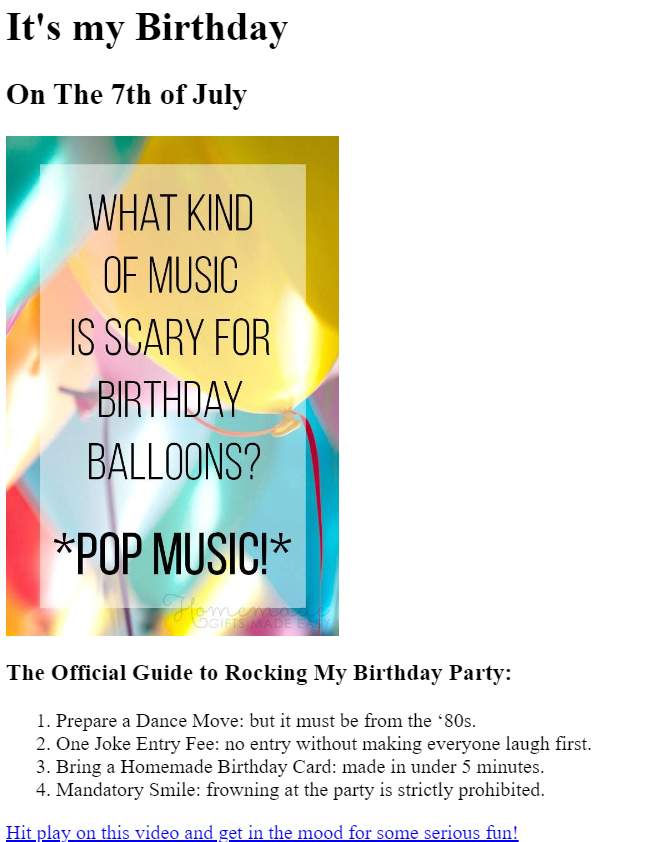 It's my Birthday
On The 7th of July
WHAT KIND
OF MUSIC
IS SCARY FOR
BIRTHDAY
BALLOONS?
*POP MUSIC!*
Homemade
GIFTS MADE EASY
The Official Guide to Rocking My Birthday Party:
1. Prepare a Dance Move: but it must be from the ‘80s.
2. One Joke Entry Fee: no entry without making everyone laugh first.
3. Bring a Homemade Birthday Card: made in under 5 minutes.
4. Mandatory Smile: frowning at the party is strictly prohibited.
Hit play on this video and get in the mood for some serious fun!